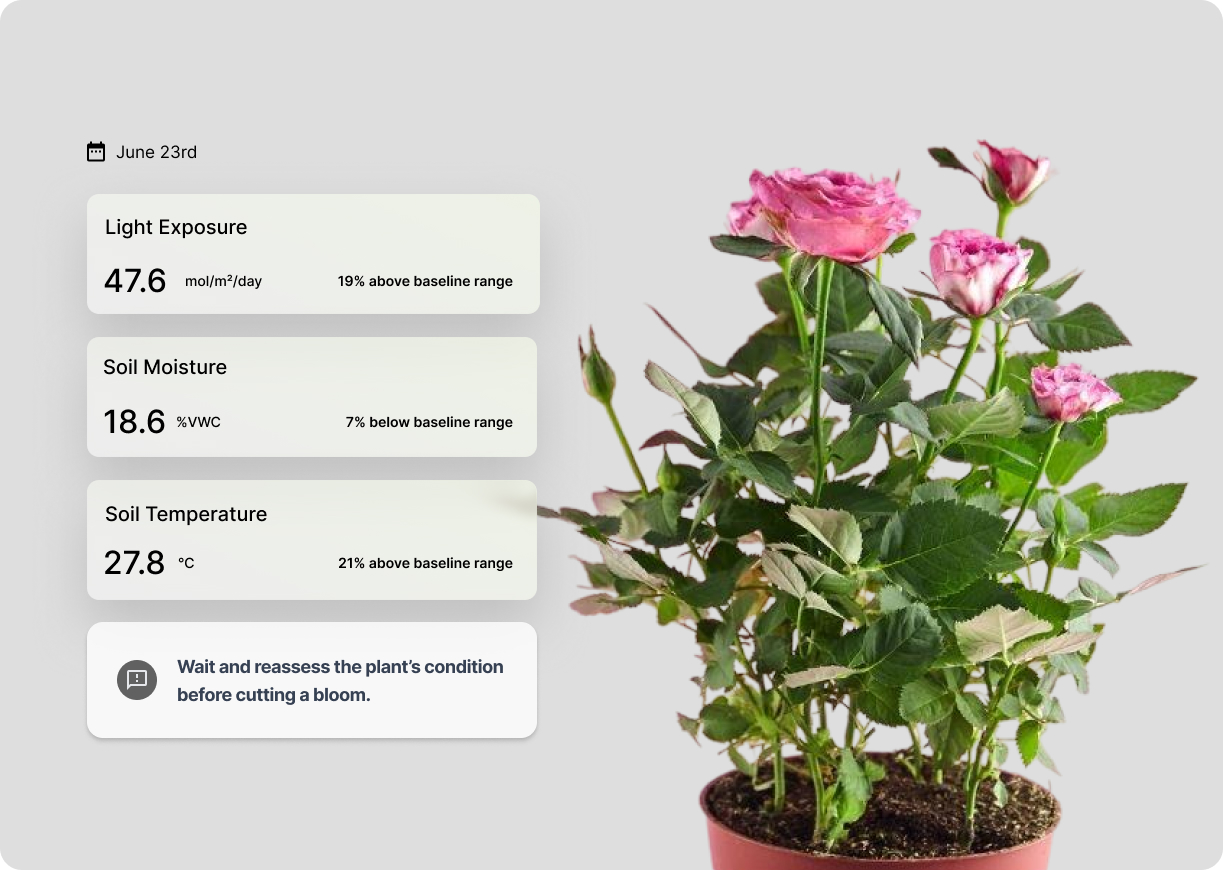 June 23rd
Light Exposure
47.6 mol/m²/day 19% above baseline range
Soil Moisture
18.6 %VWC 7% below baseline range
Soil Temperature
27.8 °C 21% above baseline range
Wait and reassess the plant’s condition
before cutting a bloom.